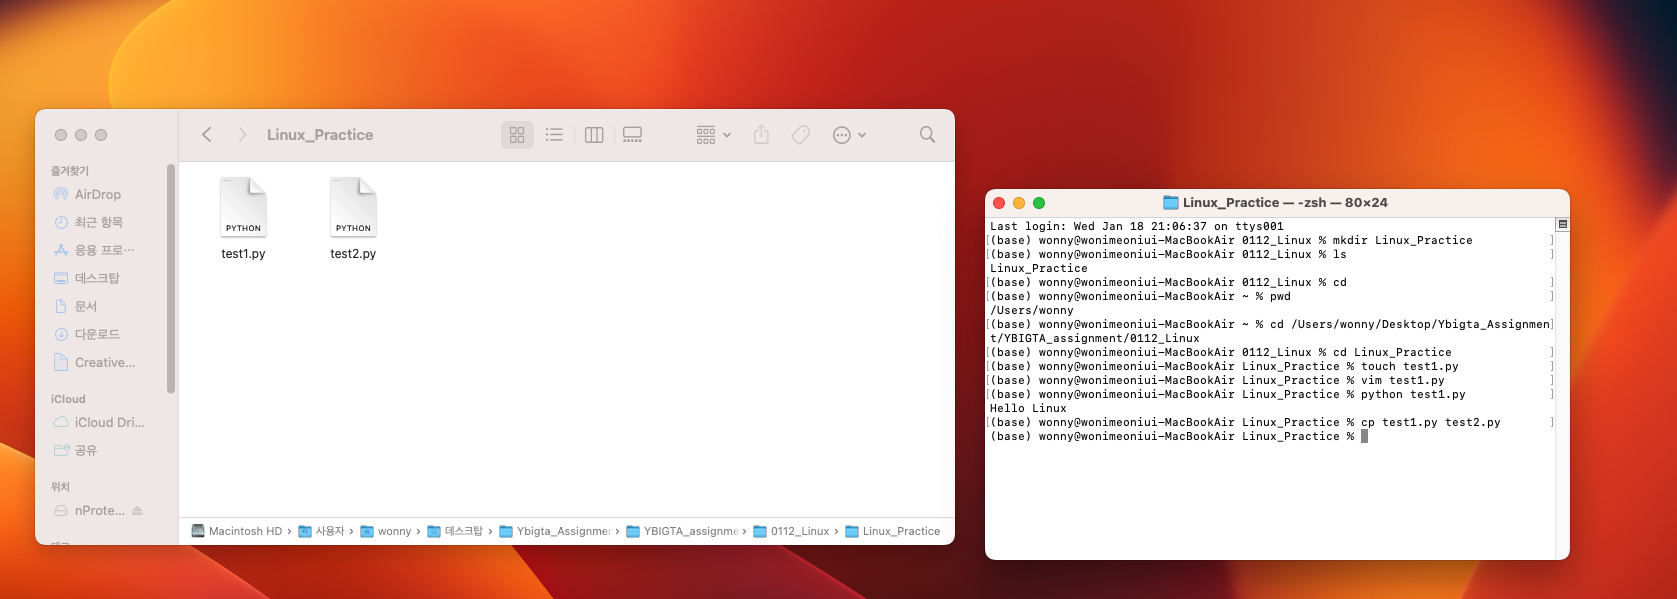 Linux_Practice
즐겨찾기
AirDrop
최근 항목
응용 프로…
데스크탑
문서
다운로드
Creative…
iCloud
iCloud Dri…
공유
위치
nProte…
PYTHON
PYTHON
test1.py
test2.py
Macintosh HD › 사용자 › wonny › 데스크탑 › Ybigta_Assignmer › YBIGTA_assignme › 0112_Linux › Linux_Practice
Linux_Practice — -zsh — 80×24
Last login: Wed Jan 18 21:06:37 on ttys001
[(base) wonny@wonimeoniui-MacBookAir 0112_Linux % mkdir Linux_Practice ]
[(base) wonny@wonimeoniui-MacBookAir 0112_Linux % ls ]
Linux_Practice
[(base) wonny@wonimeoniui-MacBookAir 0112_Linux % cd ]
[(base) wonny@wonimeoniui-MacBookAir ~ % pwd ]
/Users/wonny
[(base) wonny@wonimeoniui-MacBookAir ~ % cd /Users/wonny/Desktop/Ybigta_Assignmen]
t/YBIGTA_assignment/0112_Linux
[(base) wonny@wonimeoniui-MacBookAir 0112_Linux % cd Linux_Practice ]
[(base) wonny@wonimeoniui-MacBookAir Linux_Practice % touch test1.py ]
[(base) wonny@wonimeoniui-MacBookAir Linux_Practice % vim test1.py ]
[(base) wonny@wonimeoniui-MacBookAir Linux_Practice % python test1.py ]
Hello Linux
[(base) wonny@wonimeoniui-MacBookAir Linux_Practice % cp test1.py test2.py ]
(base) wonny@wonimeoniui-MacBookAir Linux_Practice %